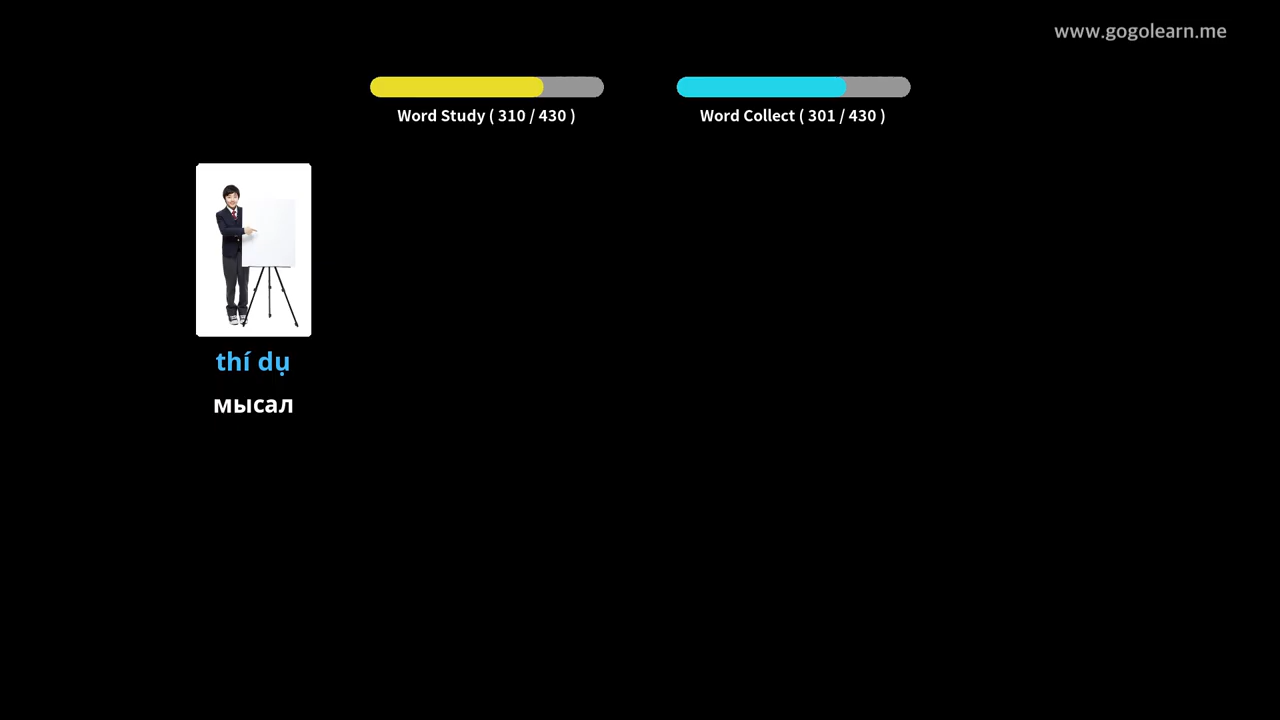 www.gogolearn.me
Word Study ( 310 / 430 )
Word Collect ( 301 / 430 )
thí dụ
мысал